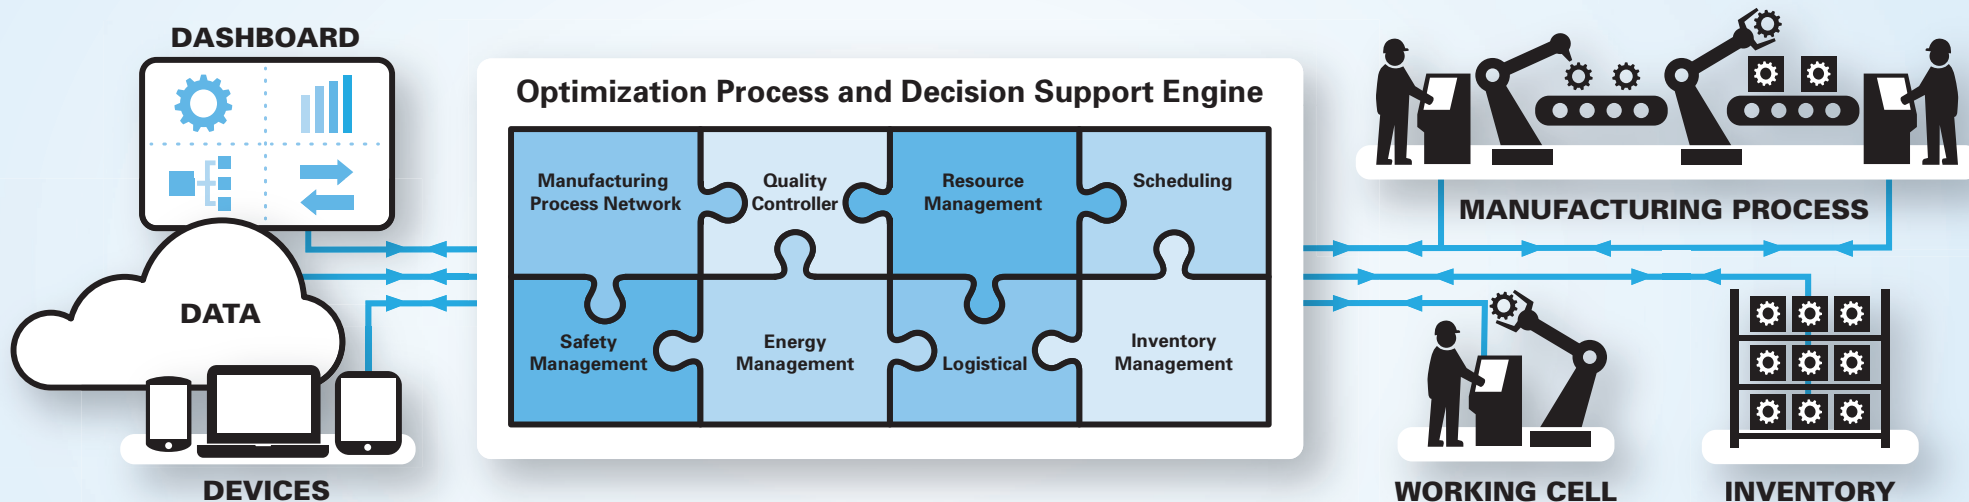 DASHBOARD
DATA
DEVICES
Optimization Process and Decision Support Engine
Manufacturing
Process Network
Quality
Controller
Resource
Management
Scheduling
Safety
Management
Energy
Management
Logistical
Inventory
Management
MANUFACTURING PROCESS
WORKING CELL
INVENTORY